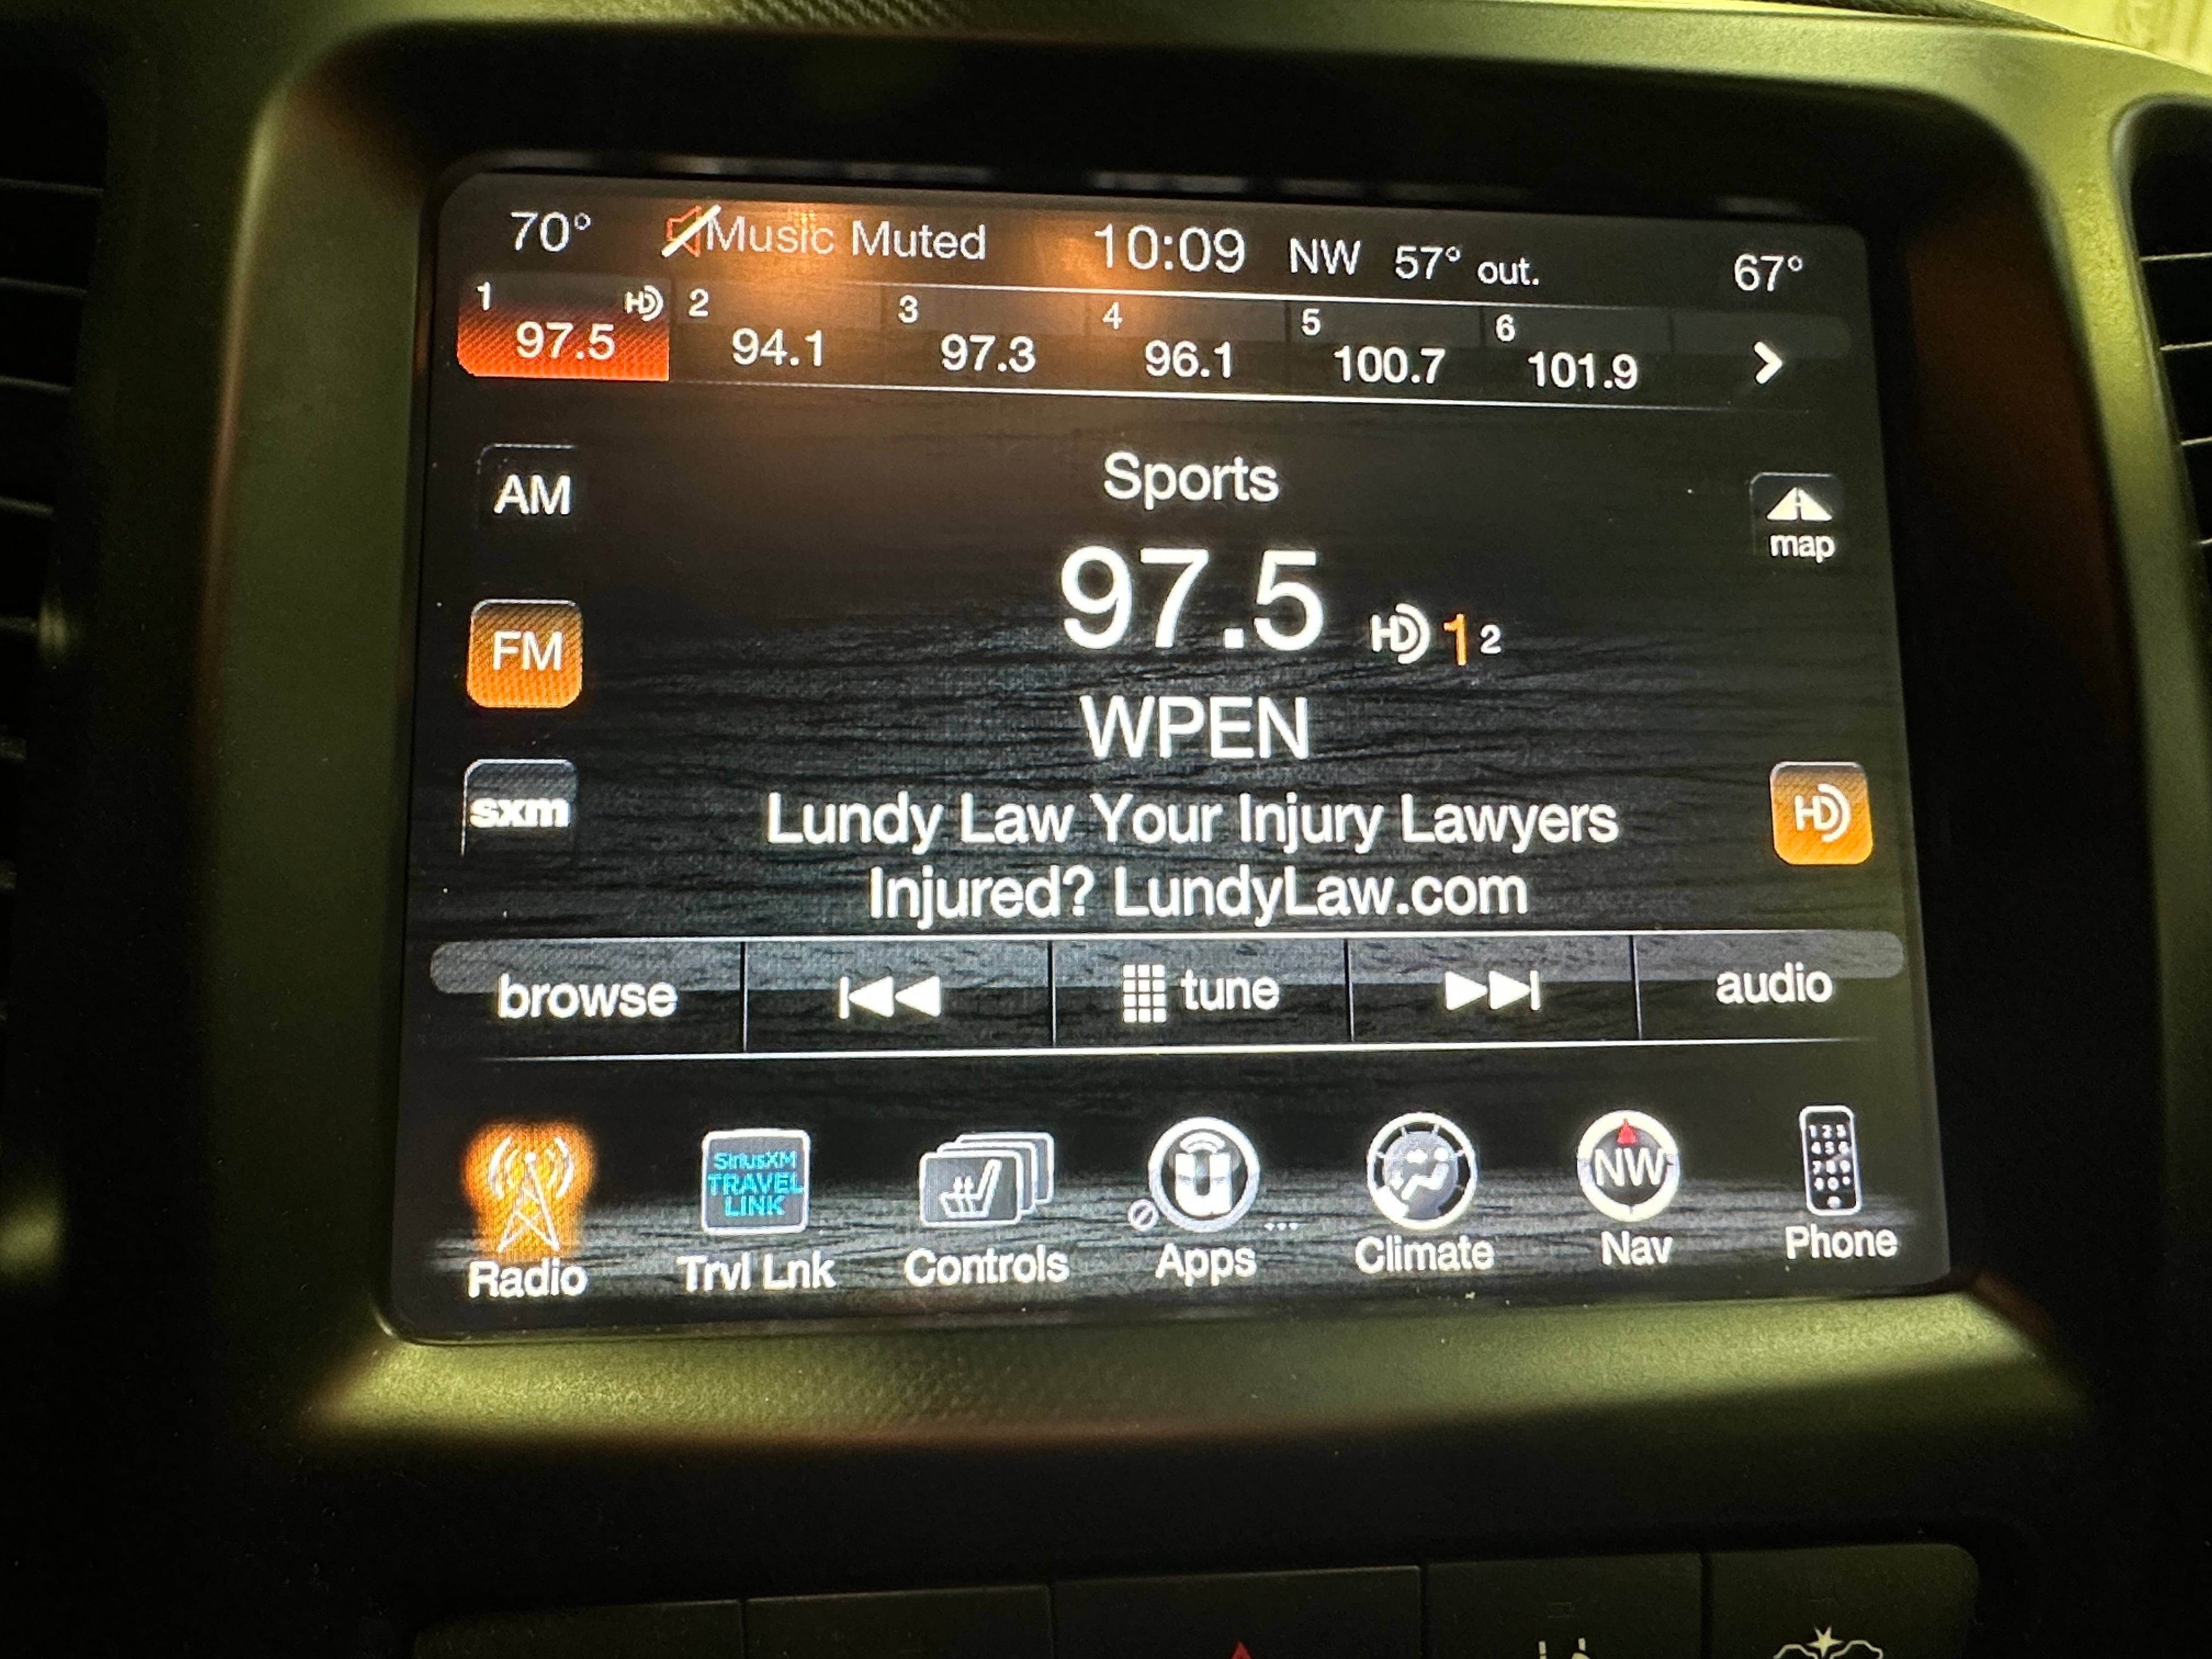 70° Music Muted 10:09 NW 57° out. 67°
1 HD 2 3 4 5 6
97.5 94.1 97.3 96.1 100.7 101.9
AM
Sports
map
97.5 HD 1 2
FM
WPEN
sxm
Lundy Law Your Injury Lawyers
HD
Injured? LundyLaw.com
browse tune audio
SiriusXM
TRAVEL
LINK
NW
Radio Trvl Lnk Controls Apps Climate Nav Phone